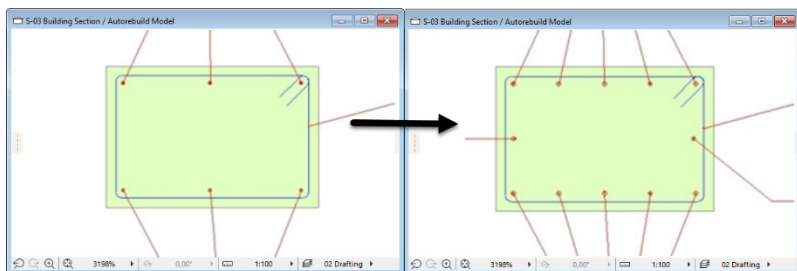 S-03 Building Section / Autorebuild Model
S-03 Building Section / Autorebuild Model
3198% 0,00° 1:100 02 Drafting
3198% 0,00° 1:100 02 Drafting